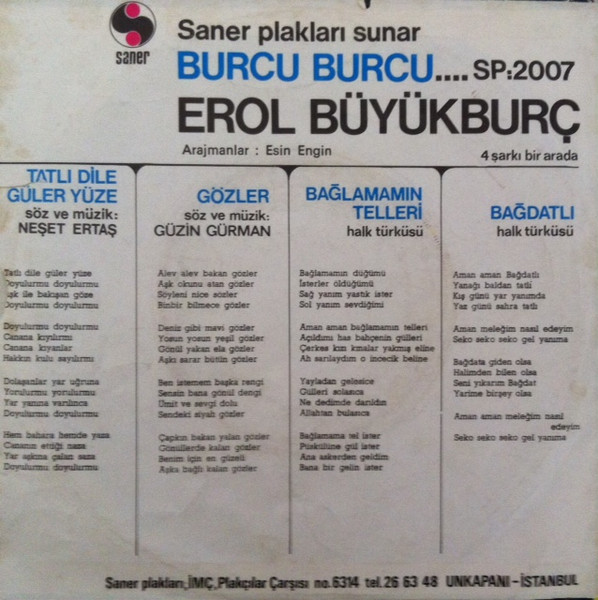 saner
Saner plakları sunar
BURCU BURCU.... SP:2007
EROL BÜYÜKBURÇ
Arajmanlar : Esin Engin
4 şarkı bir arada
TATLI DİLE
GÜLER YÜZE
söz ve müzik:
NEŞET ERTAŞ
Tatlı dile güler yüze
Doyulurmu doyulurmu
Aşk ile bakışan göze
Doyulurmu doyulurmu
Doyulurmu doyulurmu
Canana kıyılırmı
Canana kıyanlar
Hakkın kulu sayılırmı
Dolaşanlar yar uğruna
Yorulurmu yorulurmu
Yar yanına varılınca
Doyulurmu doyulurmu
Hem bahara hemde yaza
Cananın ettiği naza
Yar aşkına çalan saza
Doyulurmu doyulurmu
GÖZLER
söz ve müzik:
GÜZİN GÜRMAN
Alev alev bakan gözler
Aşk okunu atan gözler
Söyleni nice sözler
Binbir bilmece gözler
Deniz gibi mavi gözler
Yosun yosun yeşil gözler
Gönül yakan ela gözler
Aşkı sarar bütün gözler
Ben istemem başka rengi
Sensin bana gönül dengi
Ümit ve sevgi dolu
Sendeki siyah gözler
Çapkın bakan yalan gözler
Gönüllerde kalan gözler
Benim için en güzeli
Aşka bağlı kalan gözler
BAĞLAMAMIN
TELLERİ
halk türküsü
Bağlamamın düğümü
İsterler öldüğümü
Sağ yanım yastık ister
Sol yanım sevdiğimi
Aman aman bağlamamın telleri
Açıldımı has bahçenin gülleri
Çerkes kızı kınalar yakmış eline
Ah sarılaydım o incecik beline
Yayladan gelesice
Gülleri solasıca
Ne dedimde darıldın
Allahtan bulasıca
Bağlamama tel ister
Püskülüne gül ister
Ana askerden geldim
Bana bir gelin ister
BAĞDATLI
halk türküsü
Aman aman Bağdatlı
Yanağı baldan tatlı
Kış günü yar yanımda
Yaz günü sahra tatlı
Aman meleğim nasıl edeyim
Seko seko seko gel yanıma
Bağdata giden olsa
Halimden bilen olsa
Seni yıkarım Bağdat
Yarime birşey olsa
Aman aman meleğim nasıl
edeyim
Seko seko seko gel yanıma
Saner plakları,İMÇ,Plakçılar Çarşısı no.6314 tel.26 63 48 UNKAPANI-İSTANBUL